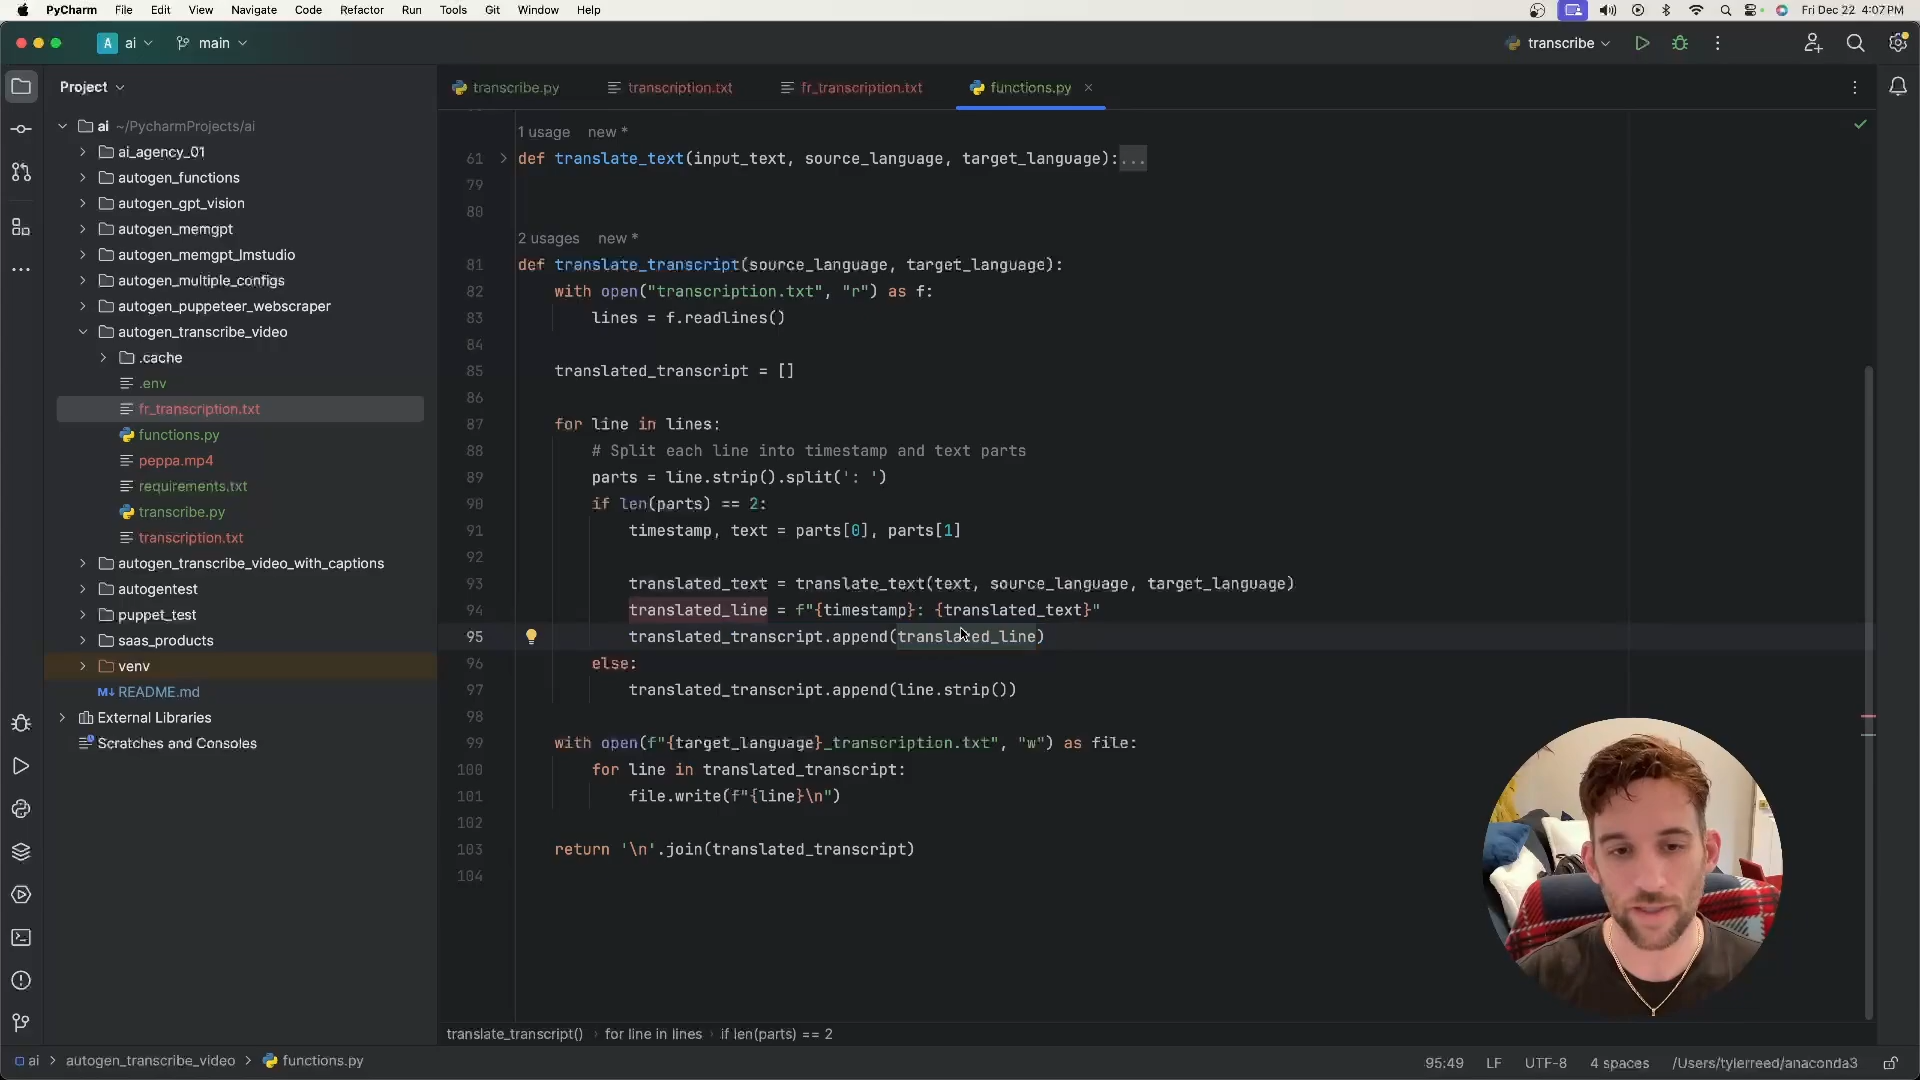 PyCharm File Edit View Navigate Code Refactor Run Tools Git Window Help Fri Dec 22 4:07PM
A ai main transcribe
Project
transcribe.py transcription.txt fr_transcription.txt functions.py
ai ~/PycharmProjects/ai
ai_agency_01
autogen_functions
autogen_gpt_vision
autogen_memgpt
autogen_memgpt_lmstudio
autogen_multiple_configs
autogen_puppeteer_webscraper
autogen_transcribe_video
.cache
.env
fr_transcription.txt
functions.py
peppa.mp4
requirements.txt
transcribe.py
transcription.txt
autogen_transcribe_video_with_captions
autogentest
puppet_test
saas_products
venv
README.md
External Libraries
Scratches and Consoles
1 usage new *
61 def translate_text(input_text, source_language, target_language):...
79
80
2 usages new *
81 def translate_transcript(source_language, target_language):
82 with open("transcription.txt", "r") as f:
83 lines = f.readlines()
84
85 translated_transcript = []
86
87 for line in lines:
88 # Split each line into timestamp and text parts
89 parts = line.strip().split(': ')
90 if len(parts) == 2:
91 timestamp, text = parts[0], parts[1]
92
93 translated_text = translate_text(text, source_language, target_language)
94 translated_line = f"{timestamp}: {translated_text}"
95 translated_transcript.append(translated_line)
96 else:
97 translated_transcript.append(line.strip())
98
99 with open(f"{target_language}_transcription.txt", "w") as file:
100 for line in translated_transcript:
101 file.write(f"{line}\n")
102
103 return '\n'.join(translated_transcript)
104
translate_transcript() › for line in lines › if len(parts) == 2
ai > autogen_transcribe_video > functions.py 95:49 LF UTF-8 4 spaces /Users/tylerreed/anaconda3